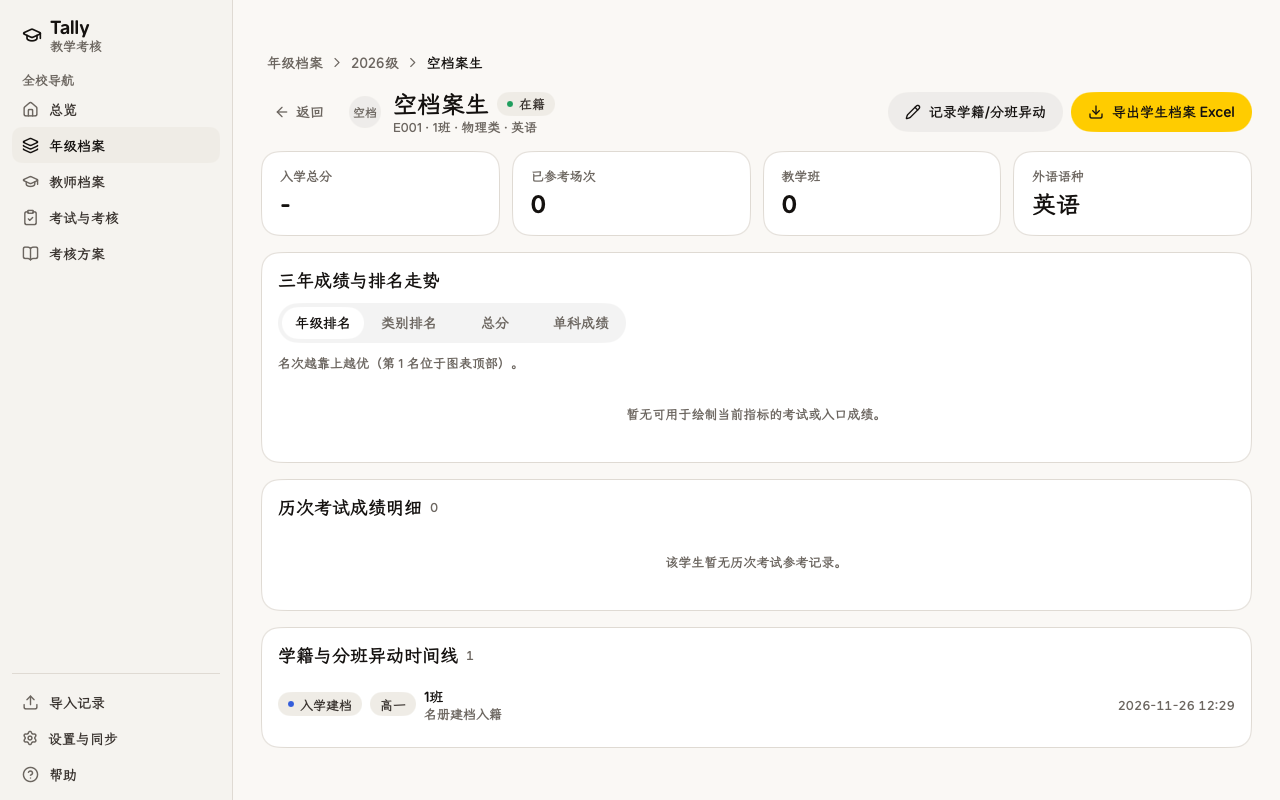 Tally
教学考核
全校导航
总览
年级档案
教师档案
考试与考核
考核方案
导入记录
设置与同步
帮助
年级档案 > 2026级 > 空档案生
返回
空档
空档案生
在籍
E001 · 1班 · 物理类 · 英语
记录学籍/分班异动
导出学生档案 Excel
入学总分
-
已参考场次
0
教学班
0
外语语种
英语
三年成绩与排名走势
年级排名 类别排名 总分 单科成绩
名次越靠上越优（第 1 名位于图表顶部）。
暂无可用于绘制当前指标的考试或入口成绩。
历次考试成绩明细 0
该学生暂无历次考试参考记录。
学籍与分班异动时间线 1
入学建档 高一
1班
名册建档入籍
2026-11-26 12:29